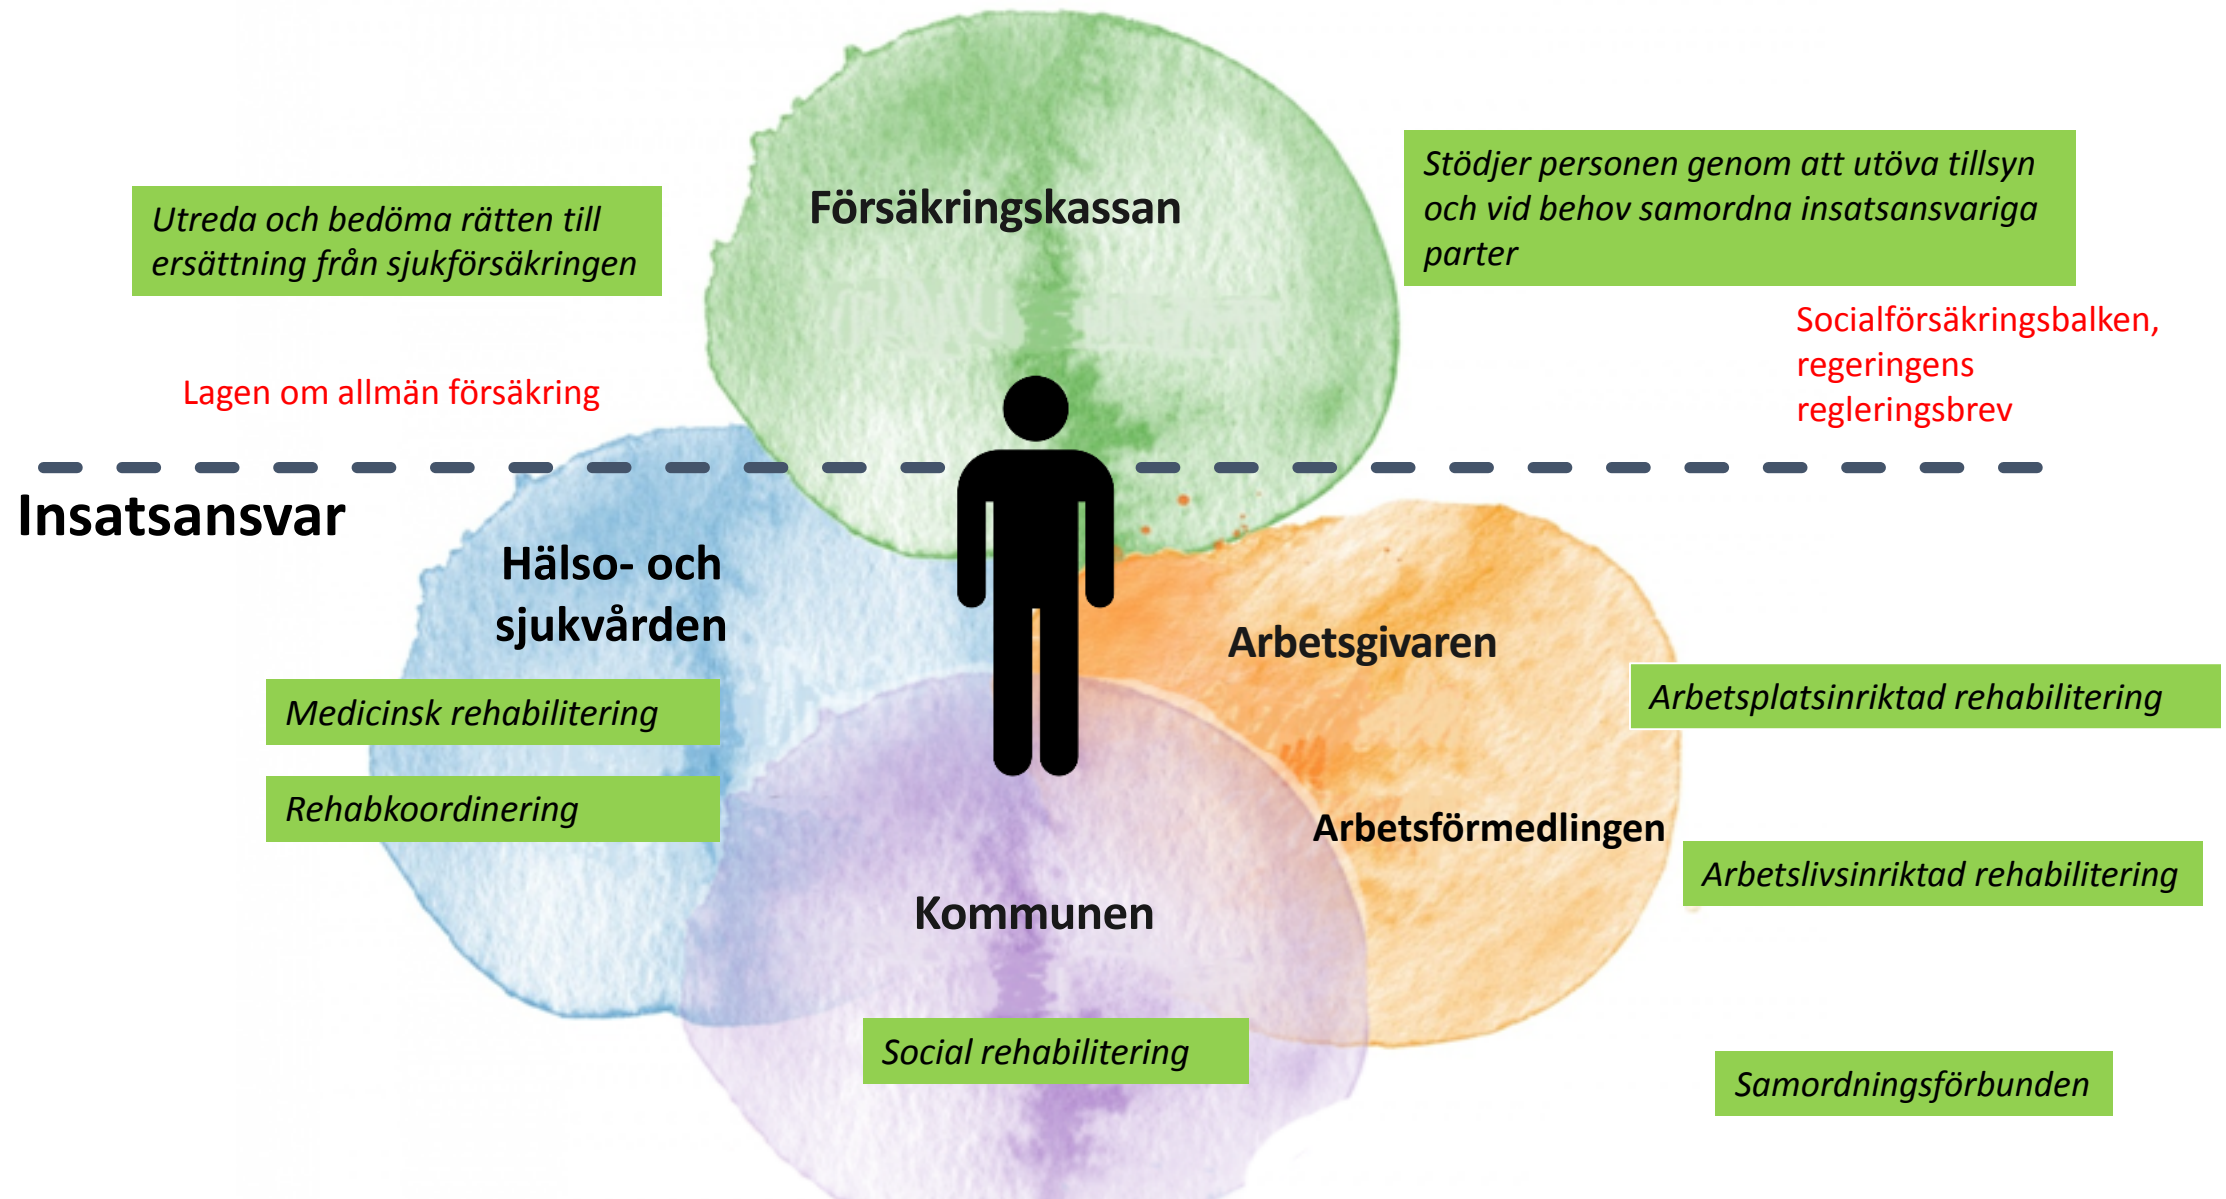 Försäkringskassan
Utreda och bedöma rätten till
ersättning från sjukförsäkringen
Stödjer personen genom att utöva tillsyn
och vid behov samordna insatsansvariga
parter
Lagen om allmän försäkring
Socialförsäkringsbalken,
regeringens
regleringsbrev
Insatsansvar
Hälso- och
sjukvården
Medicinsk rehabilitering
Rehabkoordinering
Arbetsgivaren
Arbetsplatsinriktad rehabilitering
Arbetsförmedlingen
Arbetslivsinriktad rehabilitering
Kommunen
Social rehabilitering
Samordningsförbunden